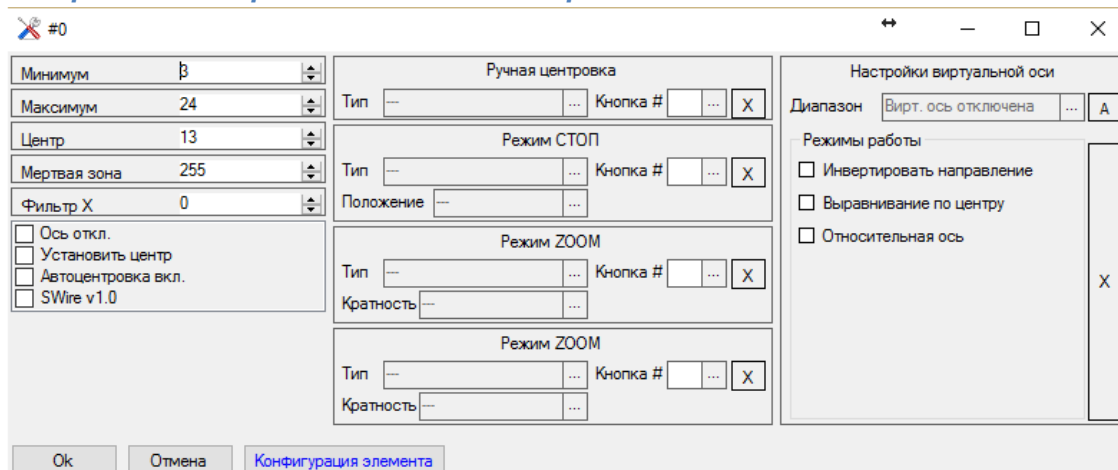 #0
Минимум 3
Максимум 24
Центр 13
Мертвая зона 255
Фильтр X 0
Ось откл.
Установить центр
Автоцентровка вкл.
SWire v1.0
Ручная центровка
Тип --- ... Кнопка # ... X
Режим СТОП
Тип --- ... Кнопка # ... X
Положение --- ...
Режим ZOOM
Тип --- ... Кнопка # ... X
Кратность --- ...
Режим ZOOM
Тип --- ... Кнопка # ... X
Кратность --- ...
Настройки виртуальной оси
Диапазон Вирт. ось отключена ... A
Режимы работы
Инвертировать направление
Выравнивание по центру
Относительная ось
X
Ok Отмена Конфигурация элемента